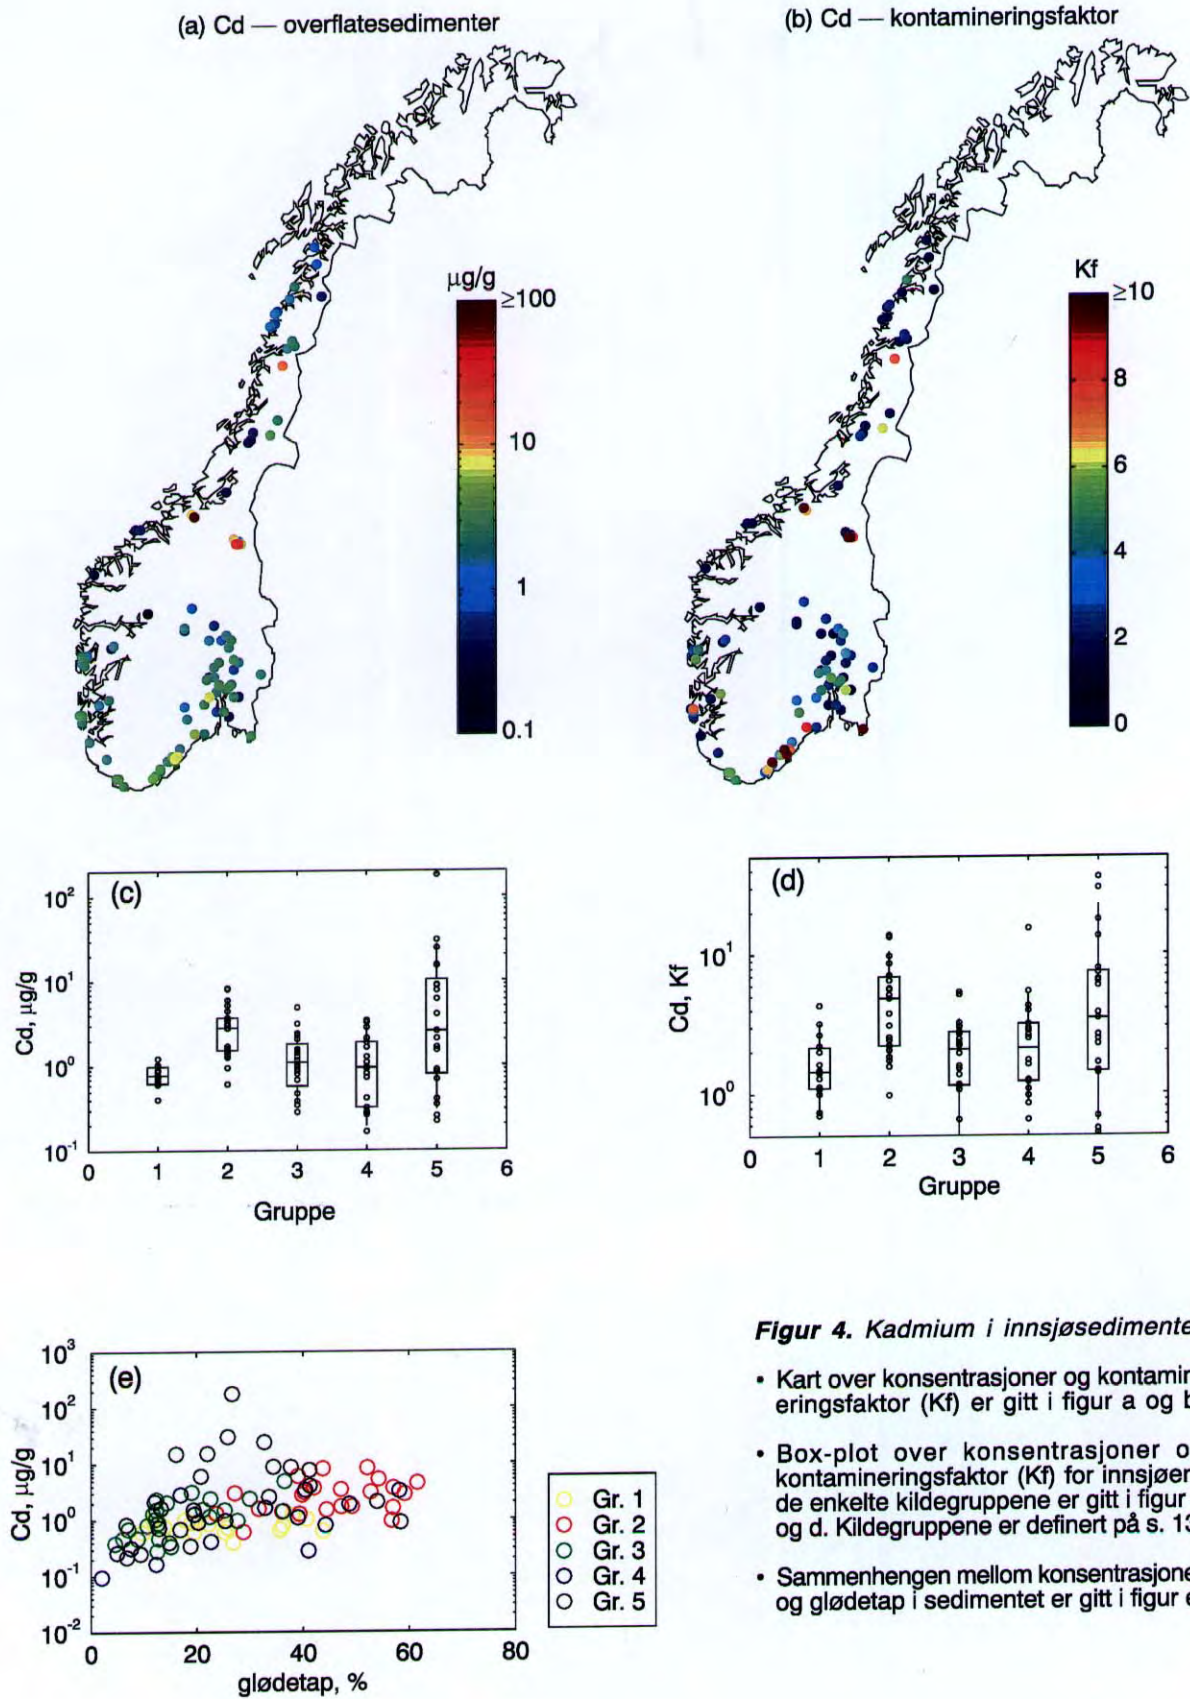 (a) Cd — overflatesedimenter
(b) Cd — kontamineringsfaktor
µg/g
≥100
10
1
0.1
Kf
≥10
8
6
4
2
0
(c)
Cd, µg/g
10²
10¹
10⁰
10⁻¹
0 1 2 3 4 5 6
Gruppe
(d)
Cd, Kf
10¹
10⁰
0 1 2 3 4 5 6
Gruppe
(e)
Cd, µg/g
10³
10²
10¹
10⁰
10⁻¹
10⁻²
0 20 40 60 80
glødetap, %
Gr. 1
Gr. 2
Gr. 3
Gr. 4
Gr. 5
Figur 4. Kadmium i innsjøsedimente
• Kart over konsentrasjoner og kontamin
eringsfaktor (Kf) er gitt i figur a og b
• Box-plot over konsentrasjoner o
kontamineringsfaktor (Kf) for innsjøer
de enkelte kildegruppene er gitt i figur
og d. Kildegruppene er definert på s. 13
• Sammenhengen mellom konsentrasjone
og glødetap i sedimentet er gitt i figur e